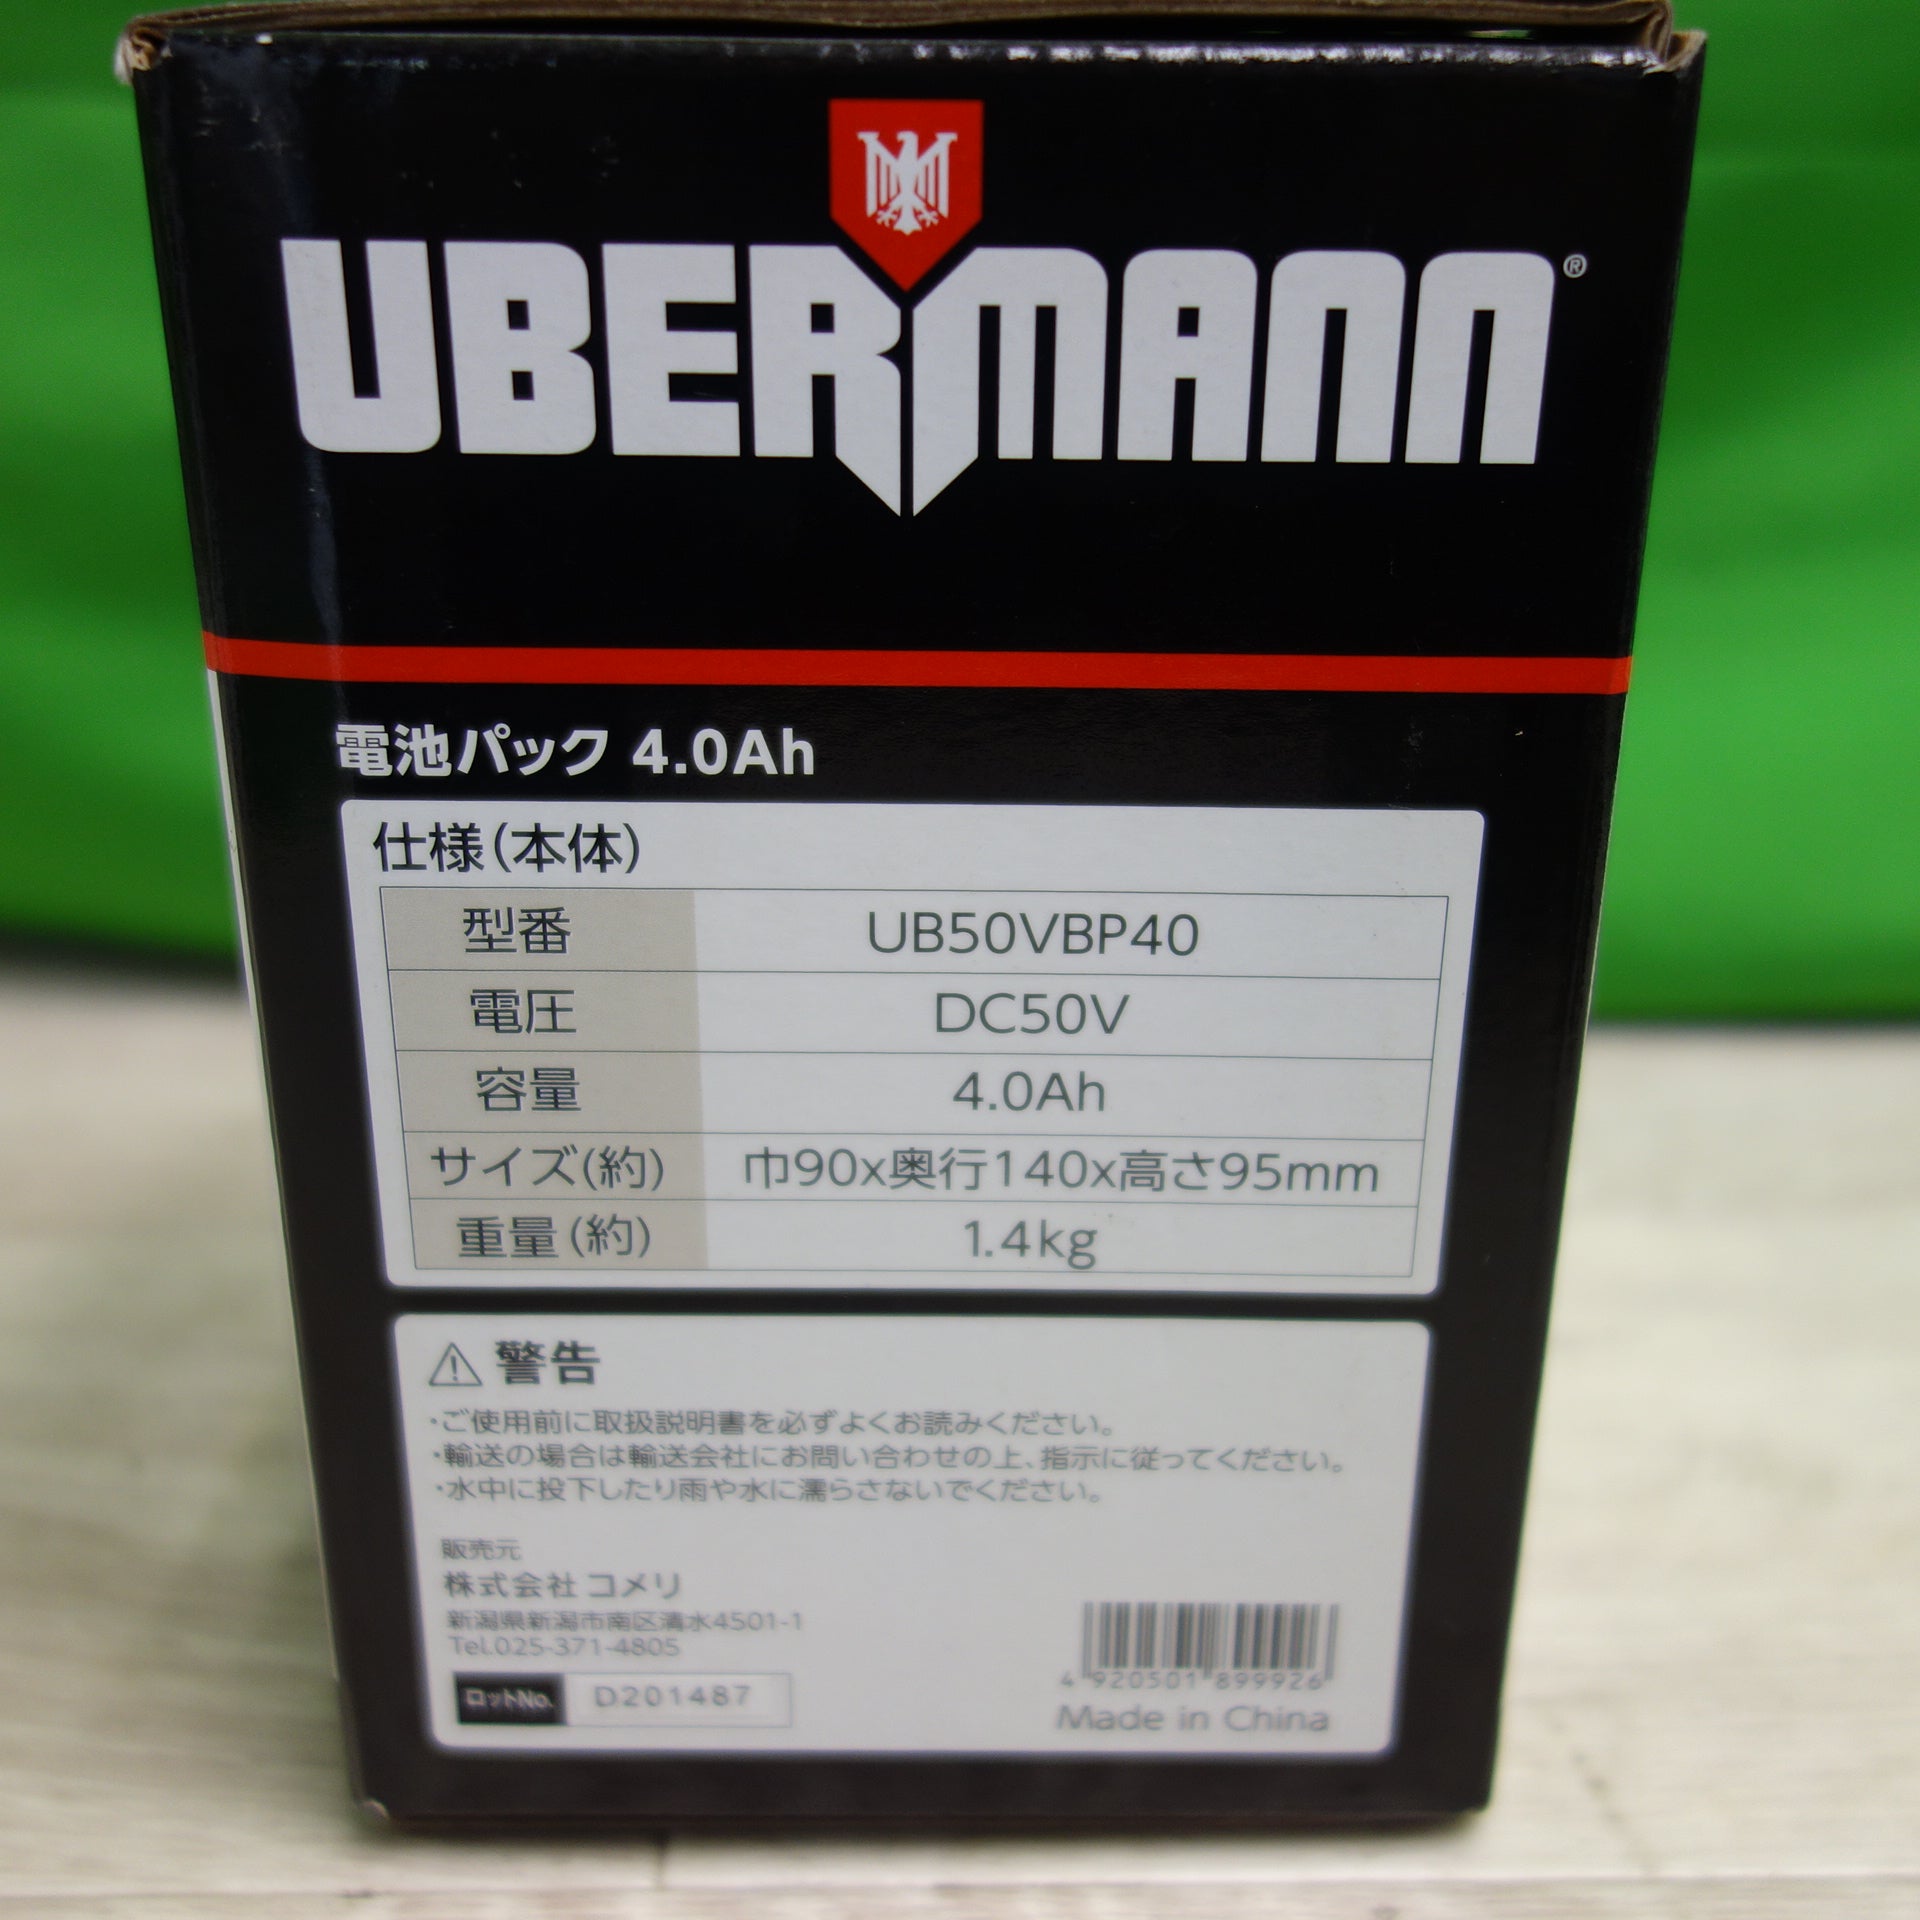 UBERMANN®
電池パック 4.0Ah
仕様(本体)
型番 UB50VBP40
電圧 DC50V
容量 4.0Ah
サイズ(約) 巾90x奥行140x高さ95mm
重量(約) 1.4kg
⚠ 警告
・ご使用前に取扱説明書を必ずよくお読みください。
・輸送の場合は輸送会社にお問い合わせの上、指示に従ってください。
・水中に投下したり雨や水に濡らさないでください。
販売元
株式会社 コメリ
新潟県新潟市南区清水4501-1
Tel.025-371-4805
ロットNo. D201487
4 920501 899926
Made in China